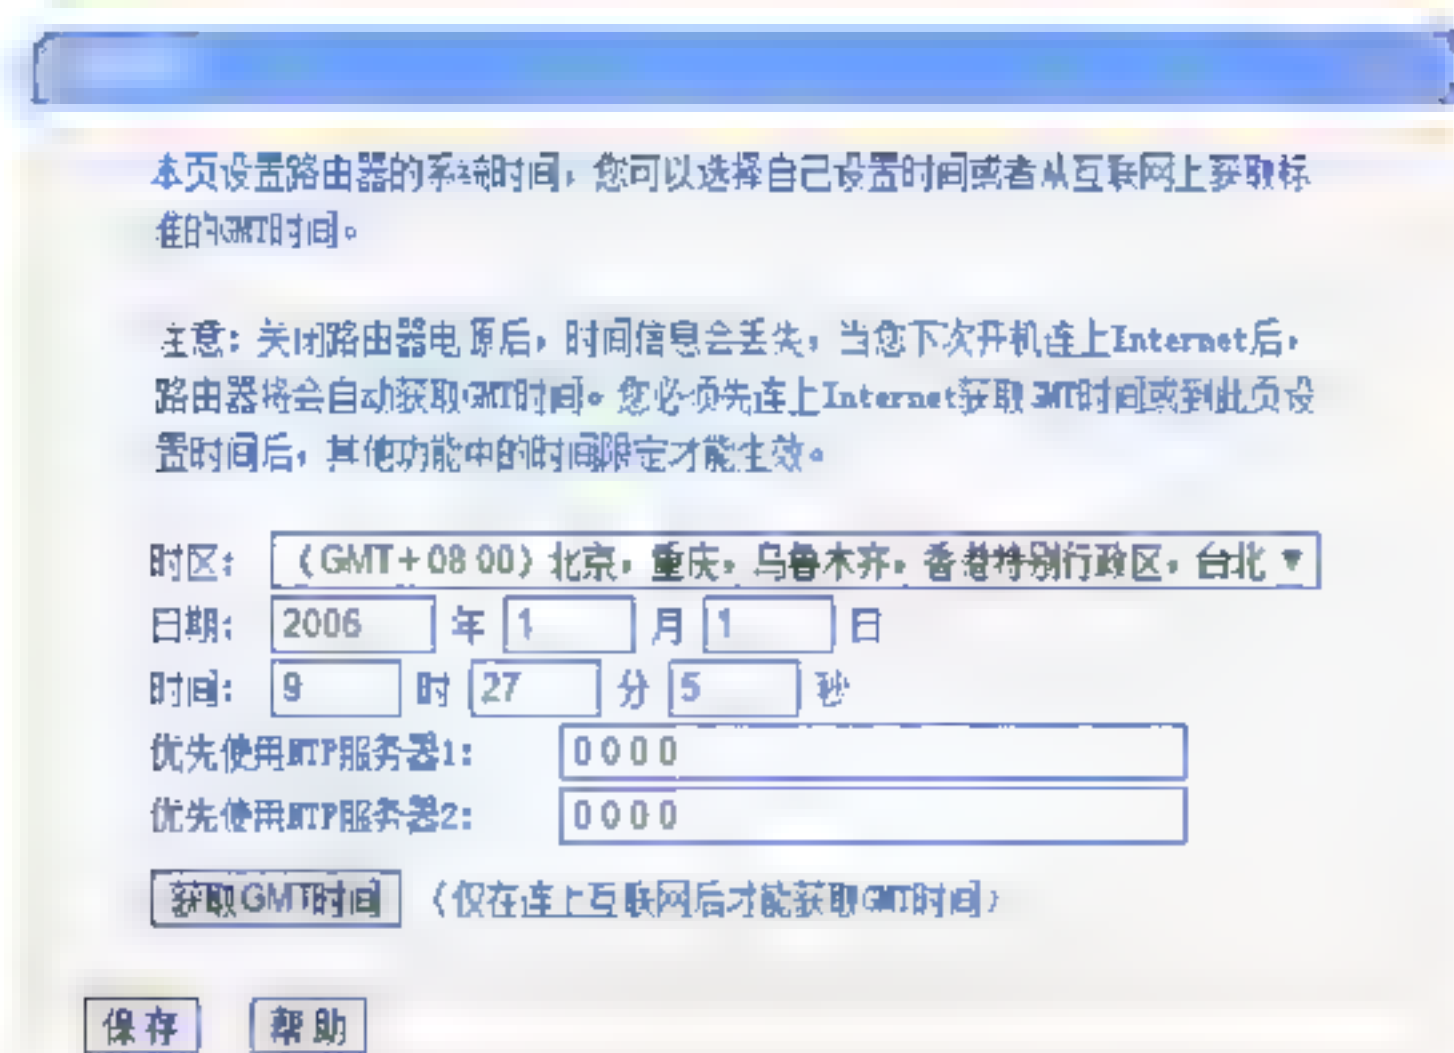 本页设置路由器的系统时间，您可以选择自己设置时间或者从互联网上获取标
准的GMT时间。
主意：关闭路由器电源后，时间信息会丢失，当您下次开机连上Internet后，
路由器将会自动获取GMT时间。您必须先连上Internet获取GMT时间或到此页设
置时间后，其他功能中的时间限定才能生效。
时区： （GMT+08 00）北京，重庆，乌鲁木齐，香港特别行政区，台北
日期： 2006 年 1 月 1 日
时间： 9 时 27 分 5 秒
优先使用NTP服务器1： 0 0 0 0
优先使用NTP服务器2： 0 0 0 0
获取GMT时间 （仅在连上互联网后才能获取GMT时间）
保存 帮助